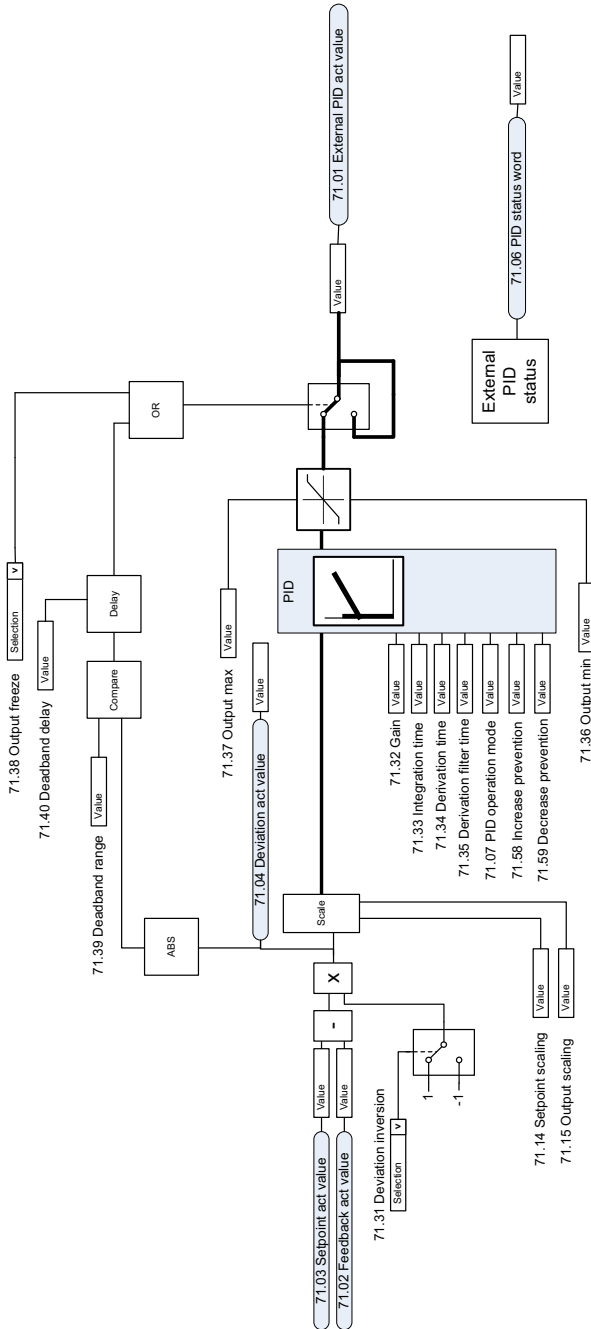 71.38 Output freeze
Selection
v
71.40 Deadband delay
Value
71.39 Deadband range
Value
Compare
Delay
OR
ABS
71.37 Output max
Value
71.04 Deviation act value
Value
71.03 Setpoint act value
Value
71.02 Feedback act value
Value
-
X
Scale
PID
Value
71.01 External PID act value
71.31 Deviation inversion
Selection
v
1
-1
71.14 Setpoint scaling
Value
71.15 Output scaling
Value
71.32 Gain
Value
71.33 Integration time
Value
71.34 Derivation time
Value
71.35 Derivation filter time
Value
71.07 PID operation mode
Value
71.58 Increase prevention
Value
71.59 Decrease prevention
Value
71.36 Output min
Value
External
PID
status
71.06 PID status word
Value